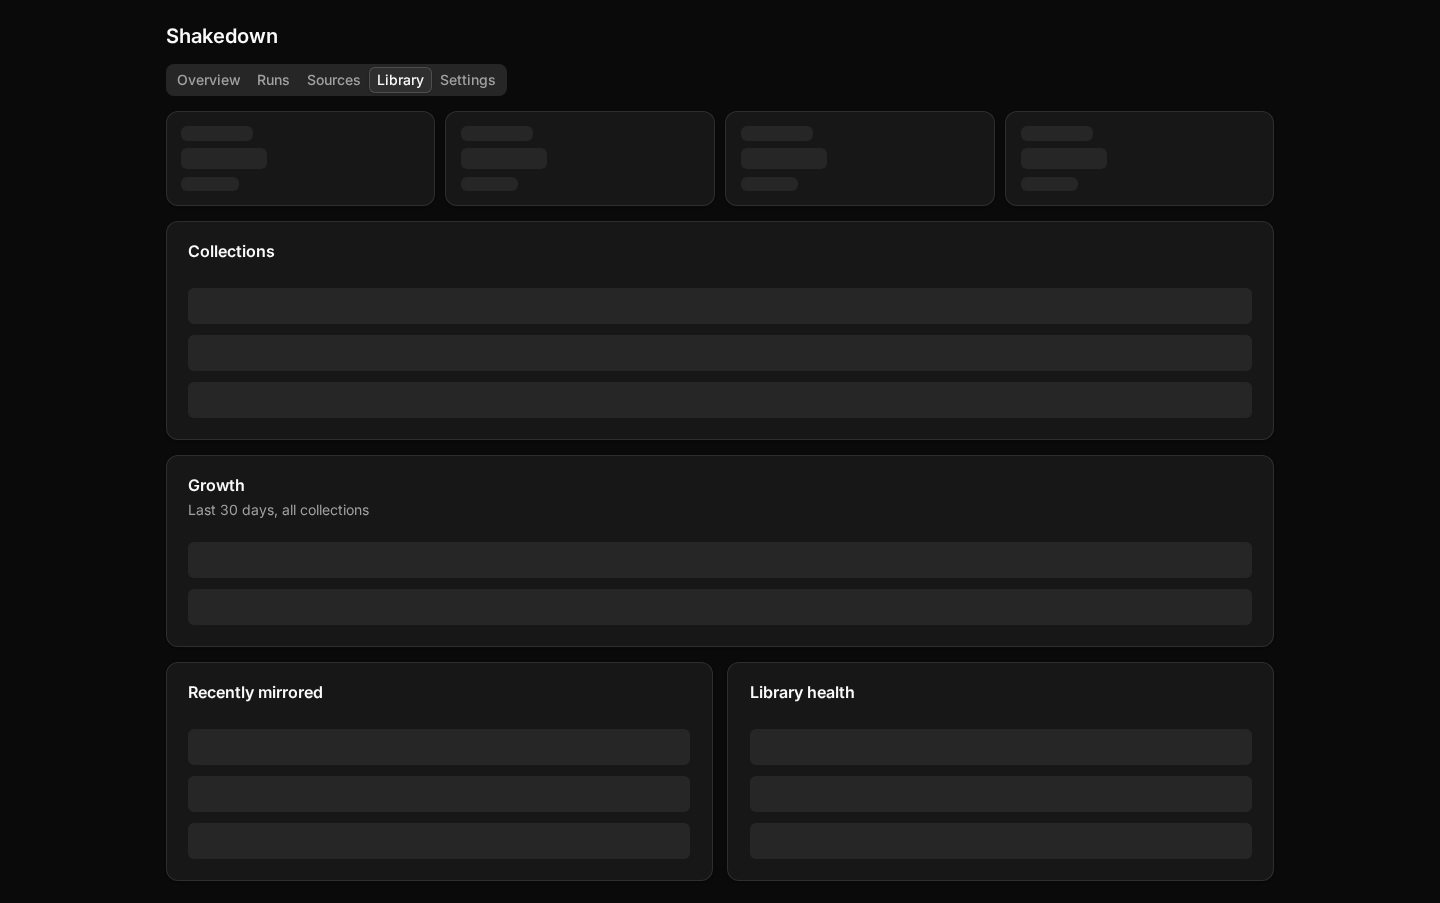 Shakedown
Overview Runs Sources Library Settings
Collections
Growth
Last 30 days, all collections
Recently mirrored
Library health